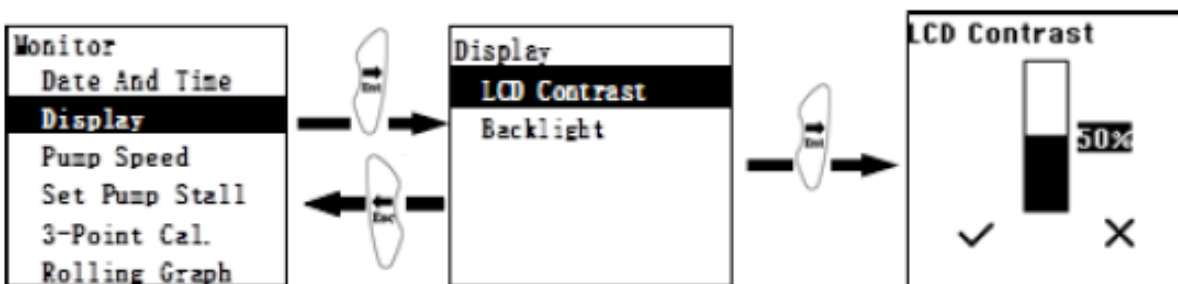 Monitor
Date And Time
Display
Pump Speed
Set Pump Stall
3-Point Cal.
Rolling Graph
Ent
Esc
Display
LCD Contrast
Backlight
Ent
LCD Contrast
50%